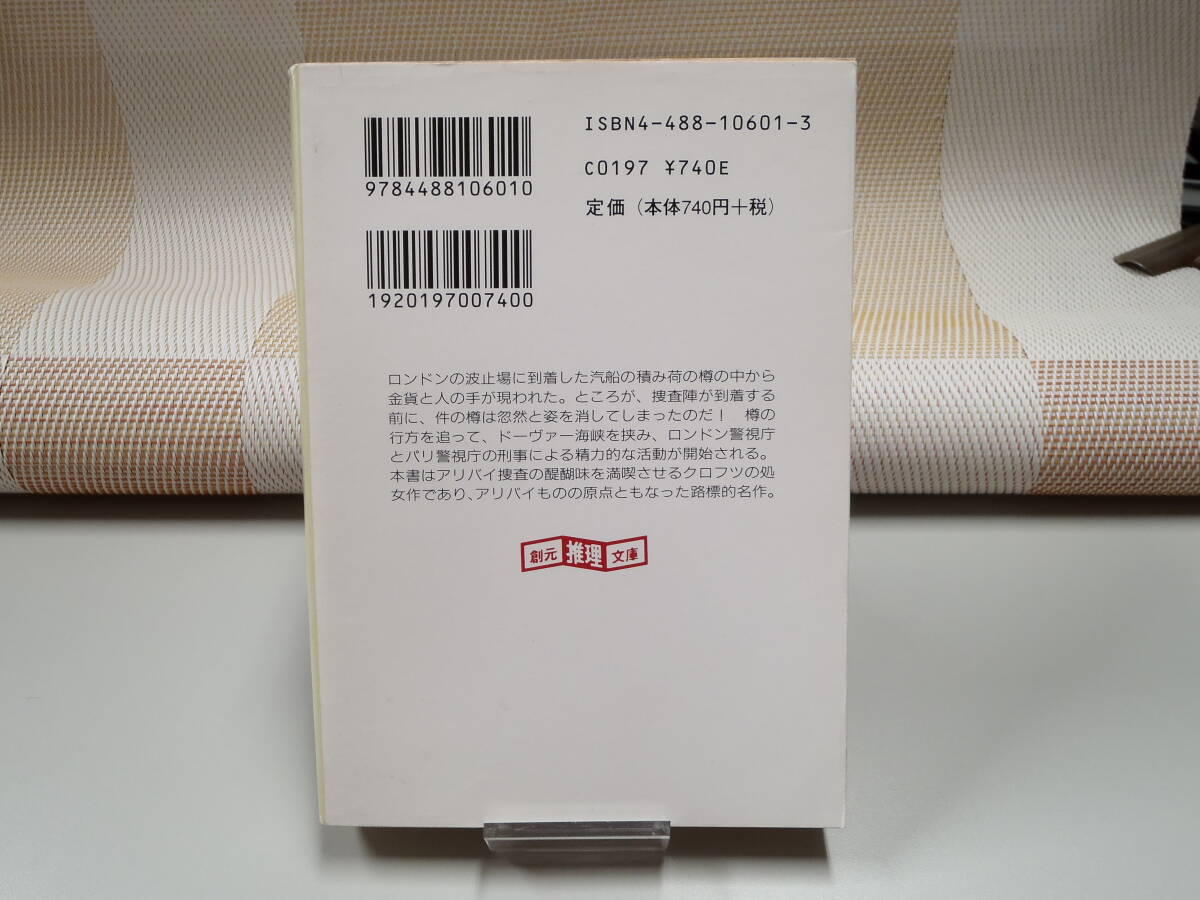 9784488106010
ISBN4-488-10601-3
C0197 ¥740E
定価(本体740円+税)
1920197007400
ロンドンの波止場に到着した汽船の積み荷の樽の中から
金貨と人の手が現われた。ところが、捜査陣が到着する
前に、件の樽は忽然と姿を消してしまったのだ! 樽の
行方を追って、ドーヴァー海峡を挟み、ロンドン警視庁
とパリ警視庁の刑事による精力的な活動が開始される。
本書はアリバイ捜査の醍醐味を満喫させるクロフツの処
女作であり、アリバイものの原点ともなった路標的名作。
創元推理文庫